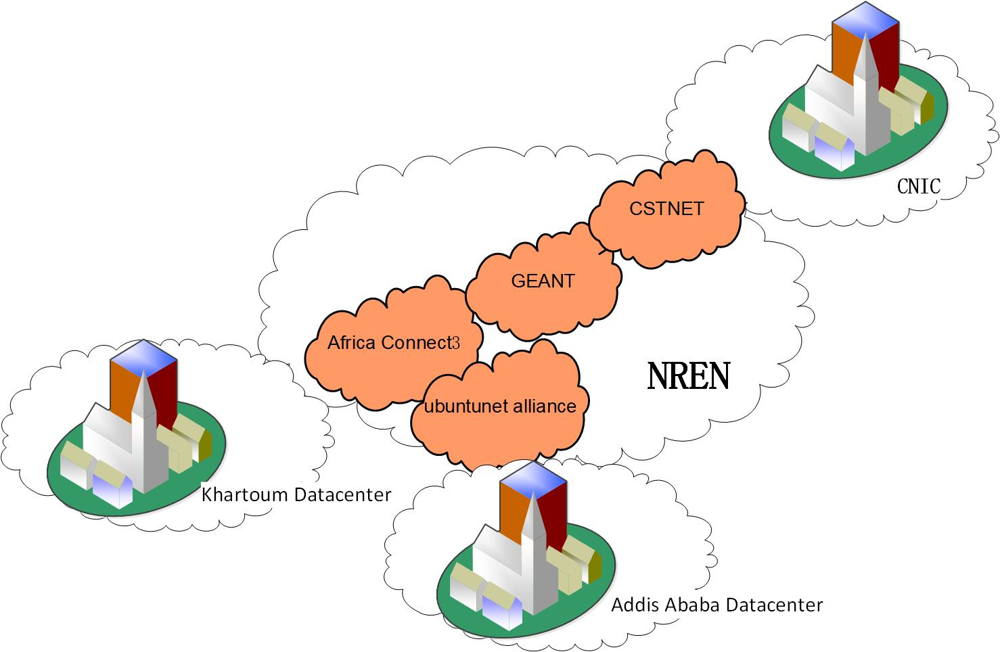 CNIC
CSTNET
GEANT
Africa Connect3
NREN
ubuntunet alliance
Khartoum Datacenter
Addis Ababa Datacenter